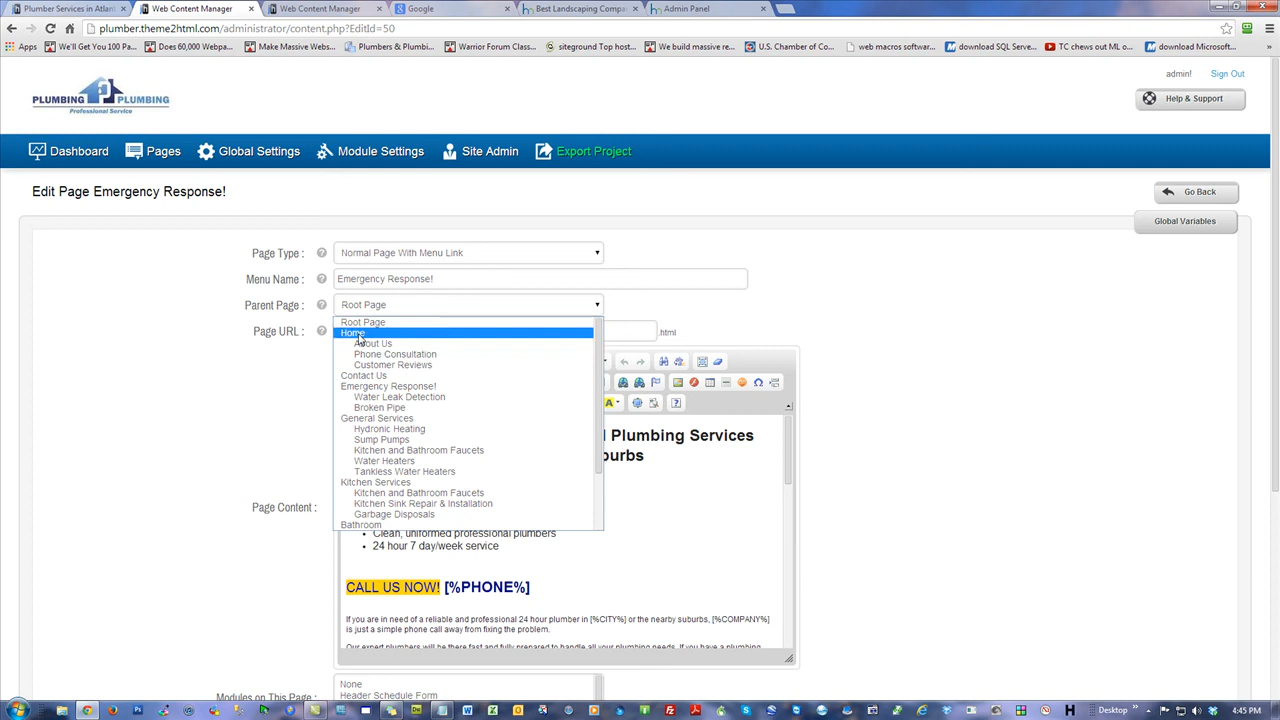 Plumber Services in Atlant
Web Content Manager
Web Content Manager
Google
Best Landscaping Compan
Admin Panel
plumber.theme2html.com/administrator/content.php?EditId=50
Apps
We'll Get You 100 Pa...
Does 60,000 Webpa...
Make Massive Webs...
Plumbers & Plumbi...
Warrior Forum Class...
siteground Top host...
We build massive re...
U.S. Chamber of Co...
web macros softwar...
download SQL Serve...
TC chews out ML o...
download Microsoft...
admin!
Sign Out
PLUMBING PLUMBING
Professional Service
Help & Support
Dashboard
Pages
Global Settings
Module Settings
Site Admin
Export Project
Edit Page Emergency Response!
Go Back
Global Variables
Page Type :
Normal Page With Menu Link
Menu Name :
Emergency Response!
Parent Page :
Root Page
Page URL :
.html
Root Page
Home
About Us
Phone Consultation
Customer Reviews
Contact Us
Emergency Response!
Water Leak Detection
Broken Pipe
General Services
Hydronic Heating
Sump Pumps
Kitchen and Bathroom Faucets
Water Heaters
Tankless Water Heaters
Kitchen Services
Kitchen and Bathroom Faucets
Kitchen Sink Repair & Installation
Garbage Disposals
Bathroom
Plumbing Services
Page Content :
Clean, uniformed professional plumbers
24 hour 7 day/week service
CALL US NOW! [%PHONE%]
If you are in need of a reliable and professional 24 hour plumber in [%CITY%] or the nearby suburbs, [%COMPANY%]
is just a simple phone call away from fixing the problem.
Our expert plumbers will be there fast and fully prepared to handle all your plumbing needs. If you have a plumbing
Modules on This Page :
None
Header Schedule Form
Desktop
4:45 PM